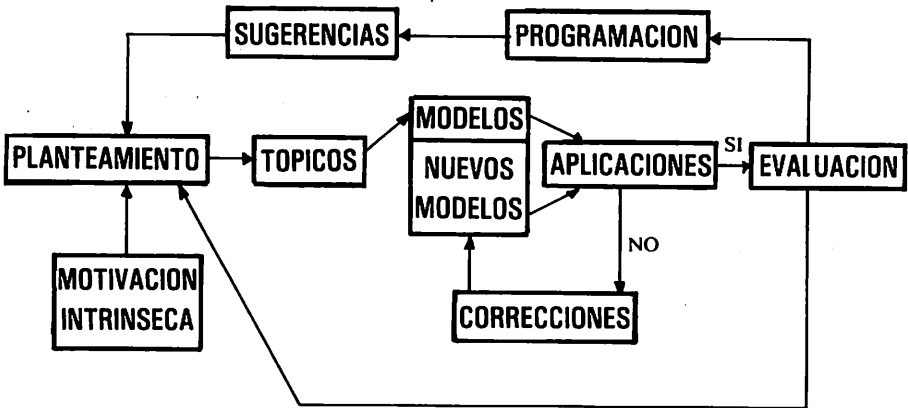 SUGERENCIAS
PROGRAMACION
PLANTEAMIENTO
TOPICOS
MODELOS
NUEVOS
MODELOS
APLICACIONES
SI
EVALUACION
NO
MOTIVACION
INTRINSECA
CORRECCIONES